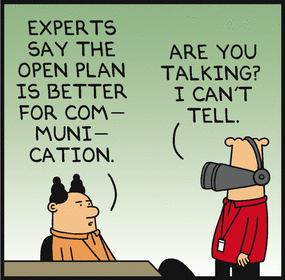 EXPERTS
SAY THE
OPEN PLAN
IS BETTER
FOR COM–
MUNI–
CATION.
ARE YOU
TALKING?
I CAN'T
TELL.